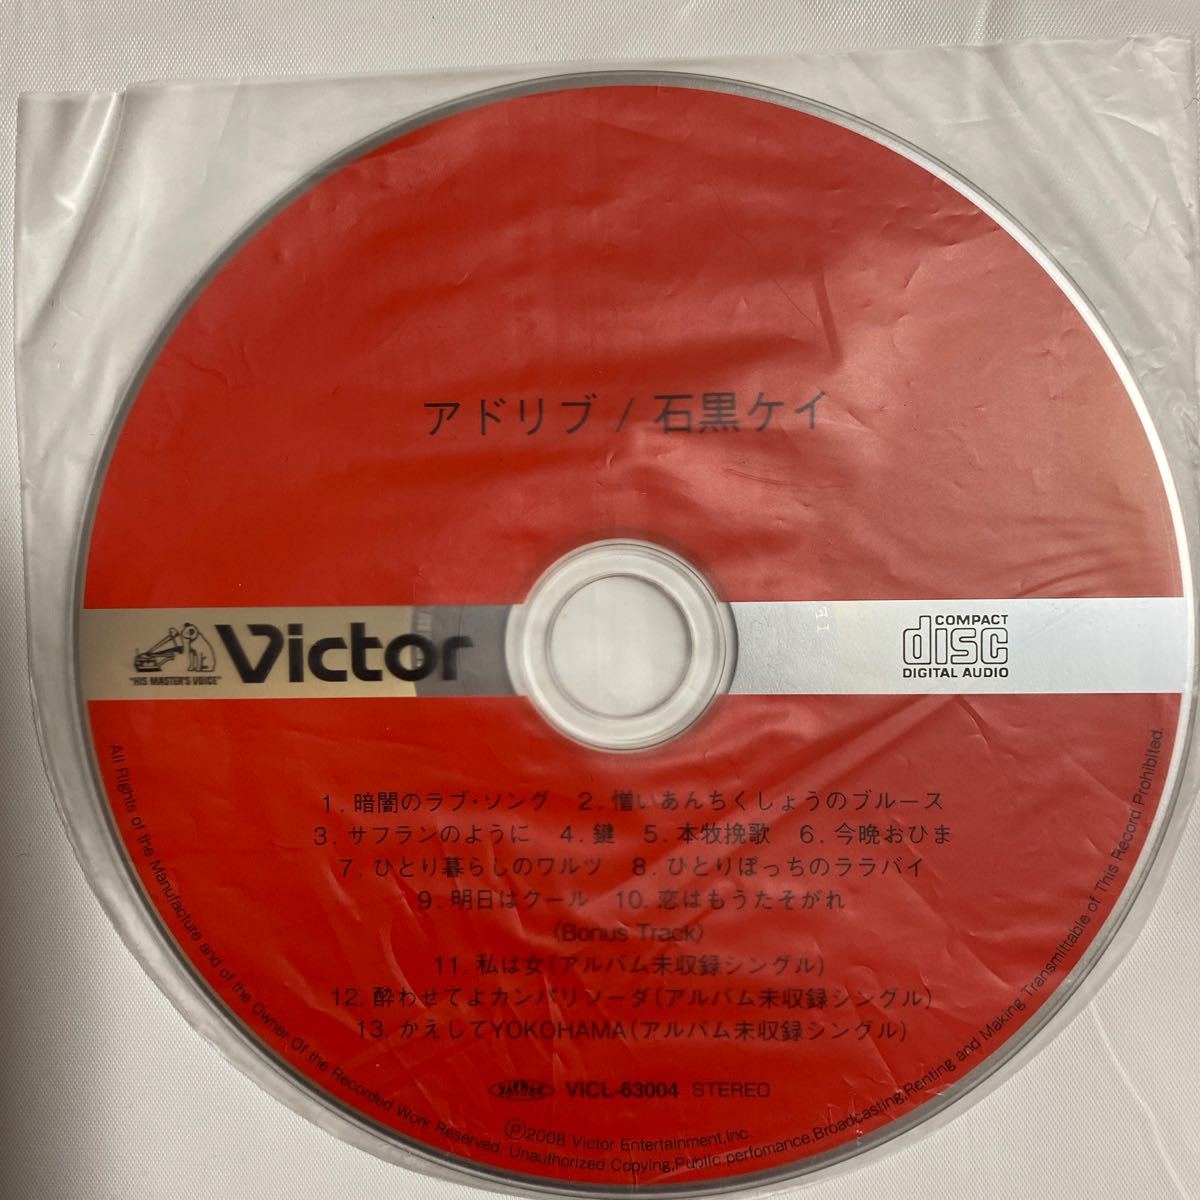 アドリブ / 石黒ケイ
Victor
"HIS MASTER'S VOICE"
COMPACT
disc
DIGITAL AUDIO
1. 暗闇のラブ・ソング 2. 憎いあんちくしょうのブルース
3. サフランのように 4. 鍵 5. 本牧挽歌 6. 今晩おひま
7. ひとり暮らしのワルツ 8. ひとりぼっちのララバイ
9. 明日はクール 10. 恋はもうたそがれ
〈Bonus Track〉
11. 私は女(アルバム未収録シングル)
12. 酔わせてよカンパリソーダ(アルバム未収録シングル)
13. かえしてYOKOHAMA(アルバム未収録シングル)
VICL-63004 STEREO
Ⓟ2008 Victor Entertainment,Inc.
All Rights of the Manufacture and of the Owner Of the Recorded Work Reserved. Unauthorized Copying,Public perfomance,Broadcasting,Renting and Making Transmittable of This Record Prohibited.